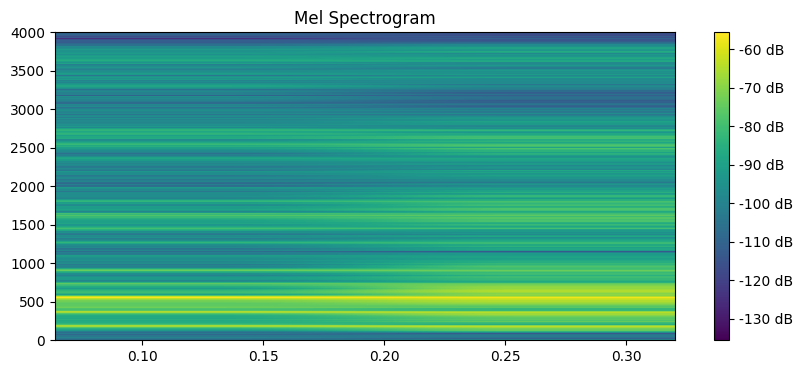 Mel Spectrogram
4000
3500
3000
2500
2000
1500
1000
500
0
0.10 0.15 0.20 0.25 0.30
-60 dB
-70 dB
-80 dB
-90 dB
-100 dB
-110 dB
-120 dB
-130 dB